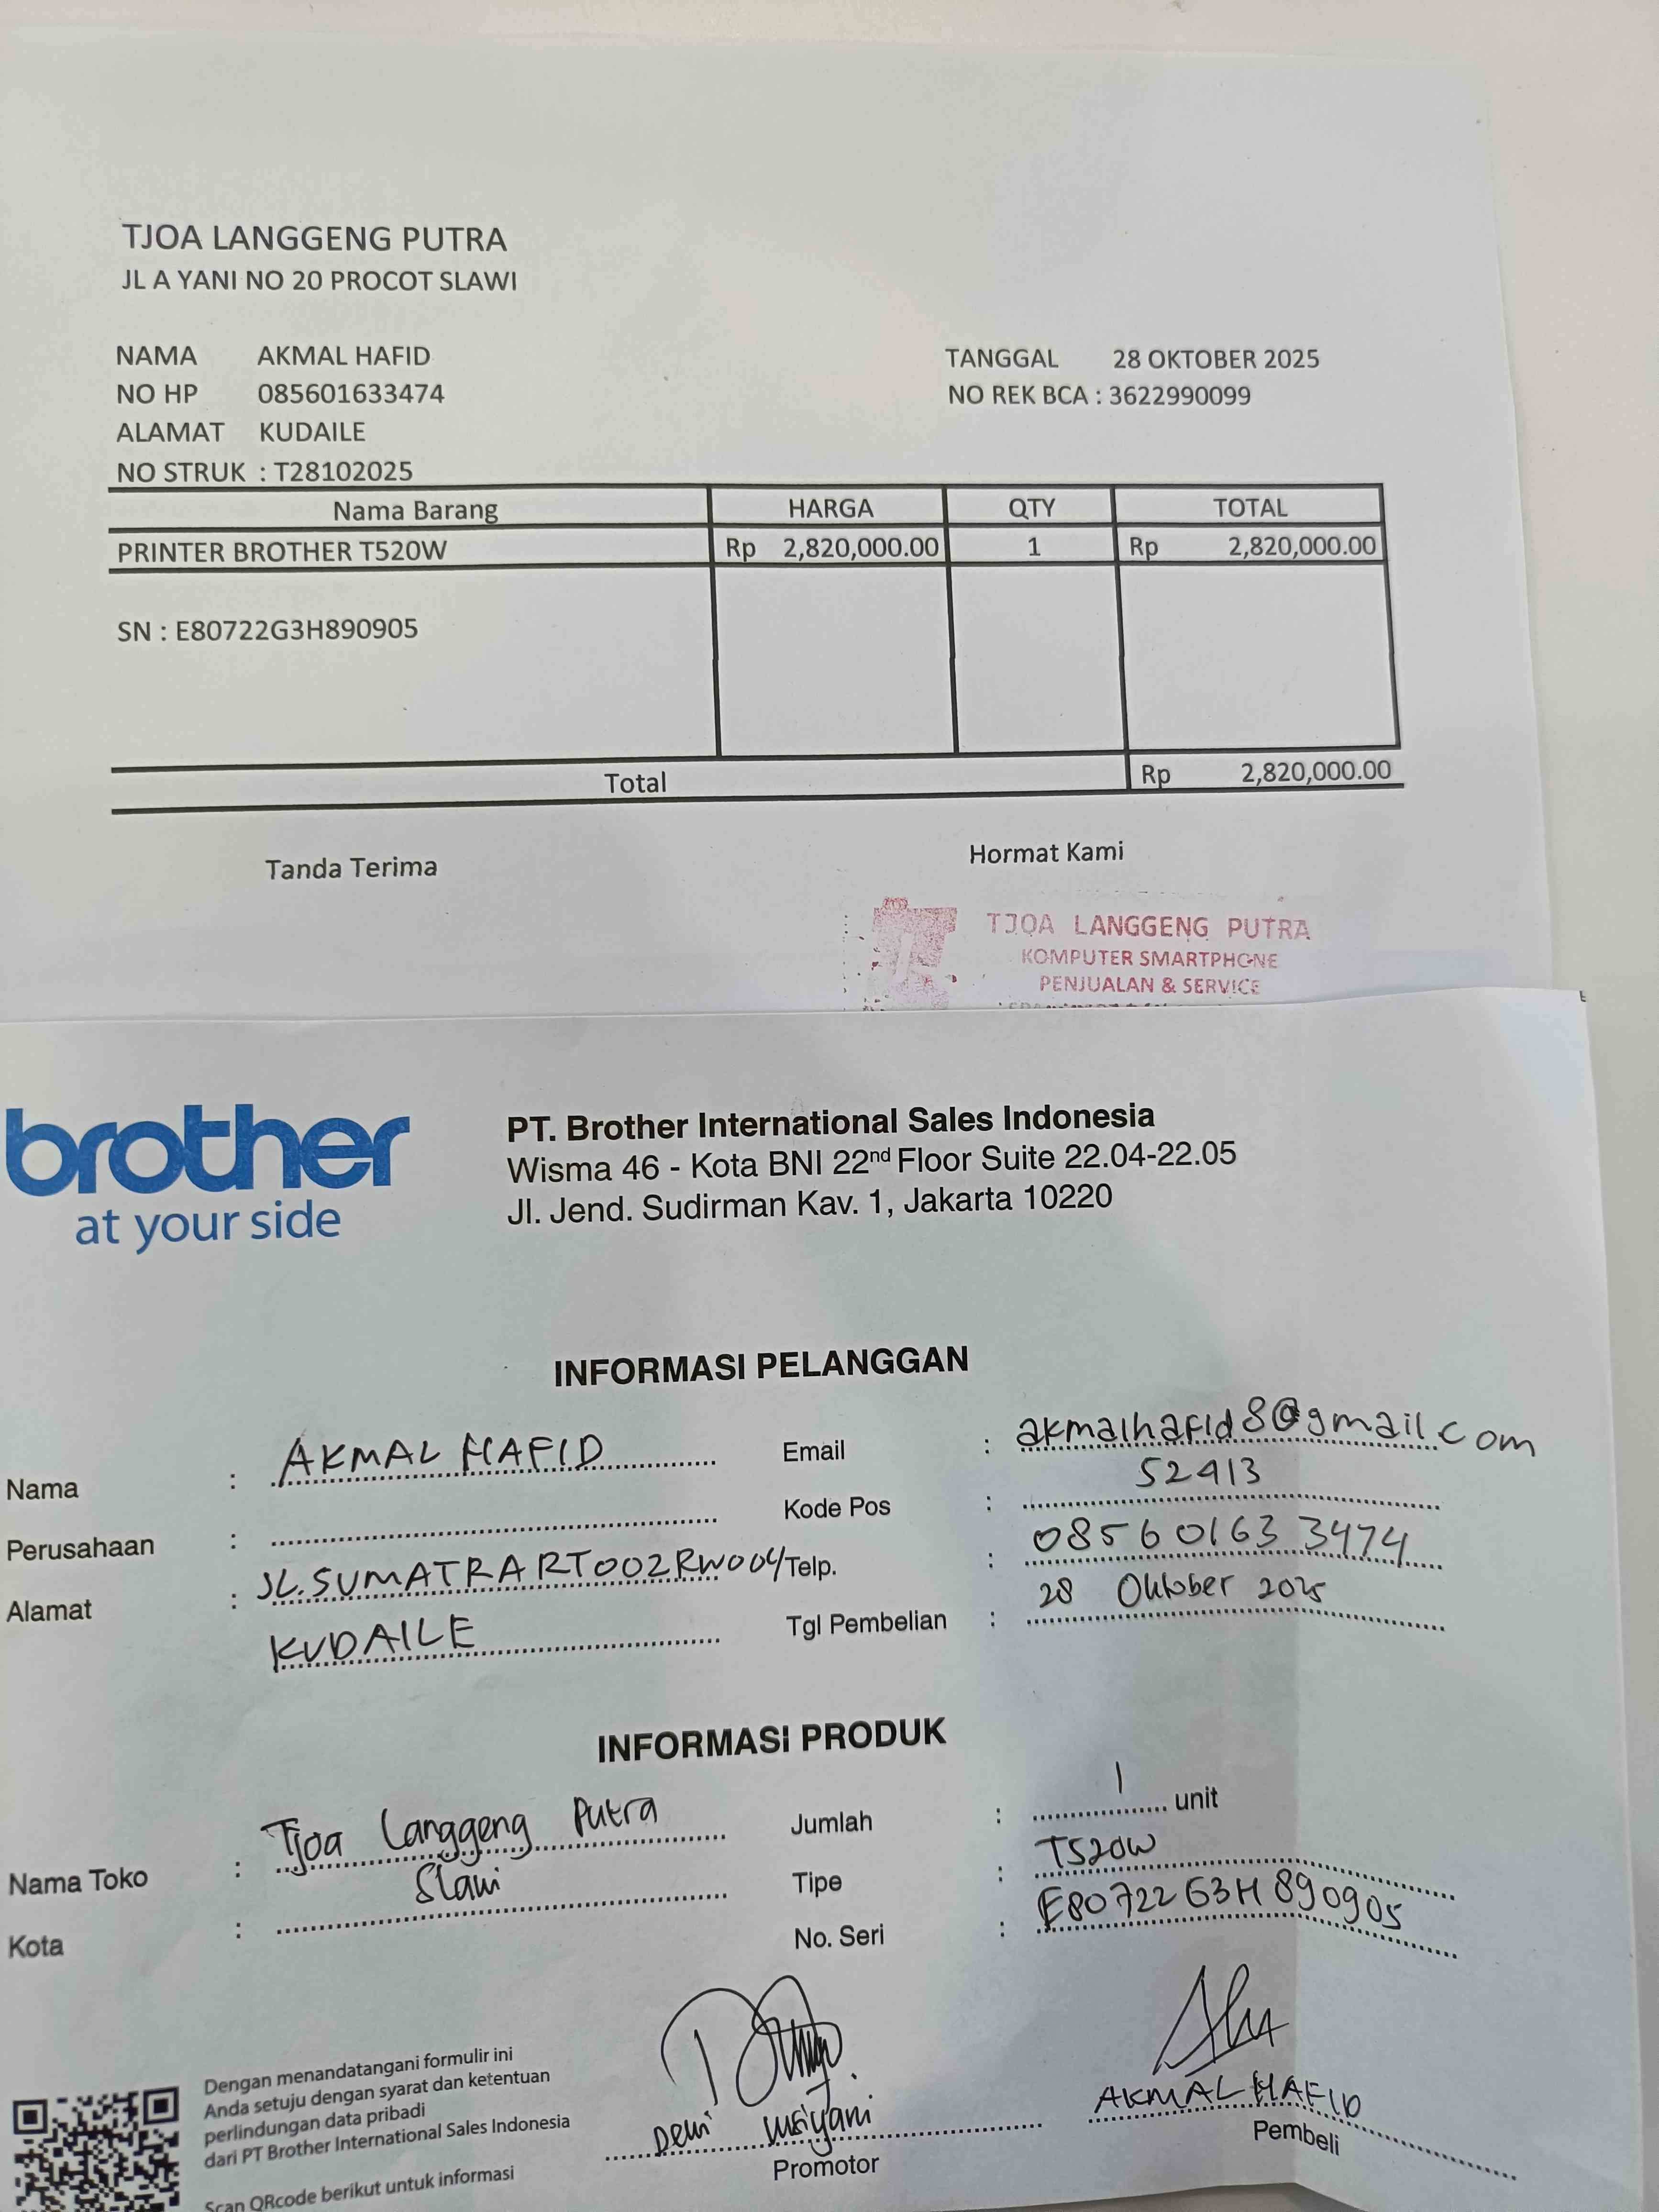 TJOA LANGGENG PUTRA
JL A YANI NO 20 PROCOT SLAWI
NAMA AKMAL HAFID
TANGGAL 28 OKTOBER 2025
NO HP 085601633474
NO REK BCA : 3622990099
ALAMAT KUDAILE
NO STRUK : T28102025
Nama Barang HARGA QTY TOTAL
PRINTER BROTHER T520W Rp 2,820,000.00 1 Rp 2,820,000.00
SN : E80722G3H890905
Total Rp 2,820,000.00
Tanda Terima Hormat Kami
TJOA LANGGENG PUTRA
KOMPUTER SMARTPHONE
PENJUALAN & SERVICE
brother
at your side
PT. Brother International Sales Indonesia
Wisma 46 - Kota BNI 22nd Floor Suite 22.04-22.05
Jl. Jend. Sudirman Kav. 1, Jakarta 10220
INFORMASI PELANGGAN
Nama : AKMAL HAFID
Email : akmalhafid8@gmail.com
Perusahaan :
Kode Pos : 52413
Alamat : JL.SUMATRA RT002RW004
KUDAILE
Telp. : 085601633474
Tgl Pembelian : 28 Oktober 2025
INFORMASI PRODUK
Nama Toko : Tjoa Langgeng Putra
Jumlah : 1 unit
Kota : Slawi
Tipe : T520W
No. Seri : E80722G3H890905
Dengan menandatangani formulir ini
Anda setuju dengan syarat dan ketentuan
perlindungan data pribadi
dari PT Brother International Sales Indonesia
Scan QRcode berikut untuk informasi
Dewi
Promotor
AKMAL HAFID
Pembeli